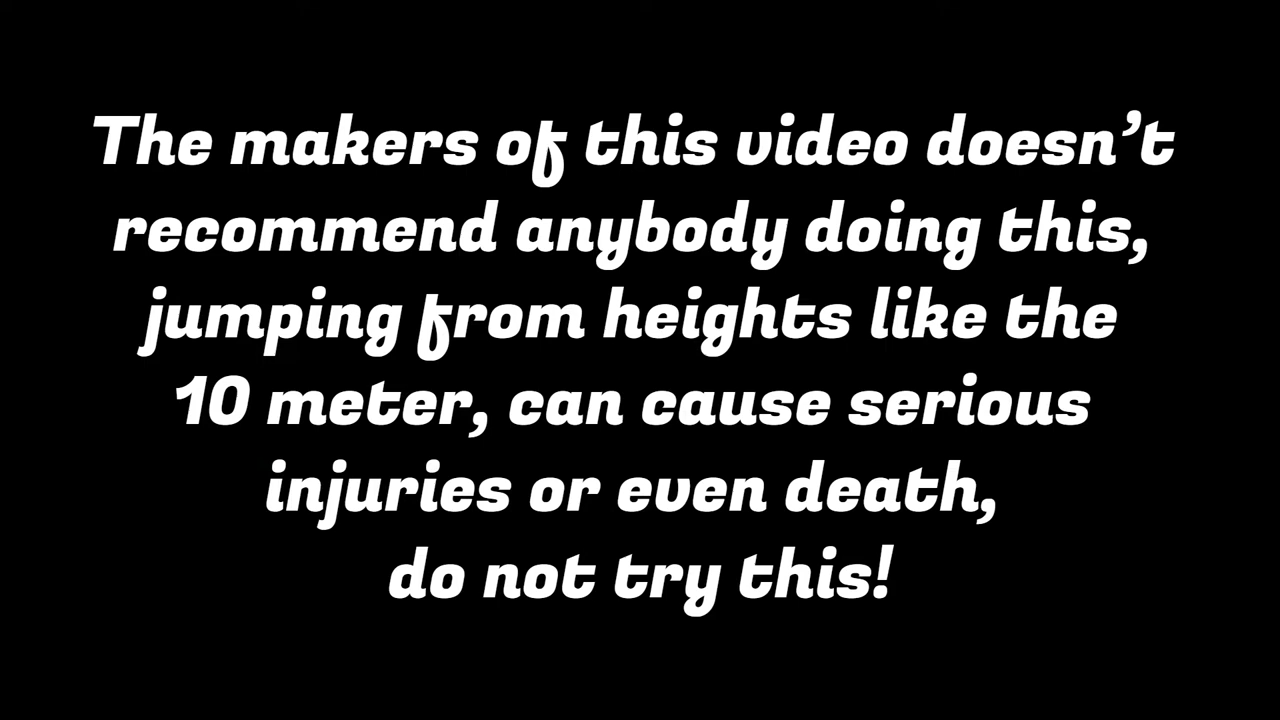 The makers of this video doesn’t
recommend anybody doing this,
jumping from heights like the
10 meter, can cause serious
injuries or even death,
do not try this!